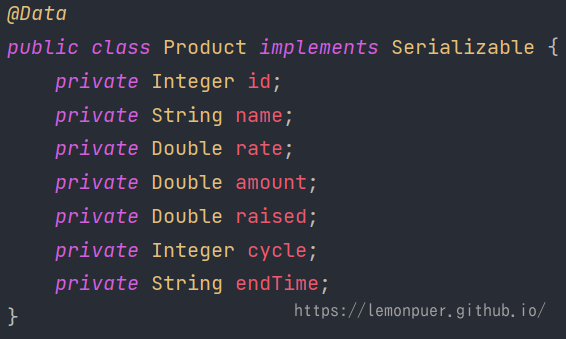 @Data
public class Product implements Serializable {
    private Integer id;
    private String name;
    private Double rate;
    private Double amount;
    private Double raised;
    private Integer cycle;
    private String endTime;
https://lemonpuer.github.io/
}